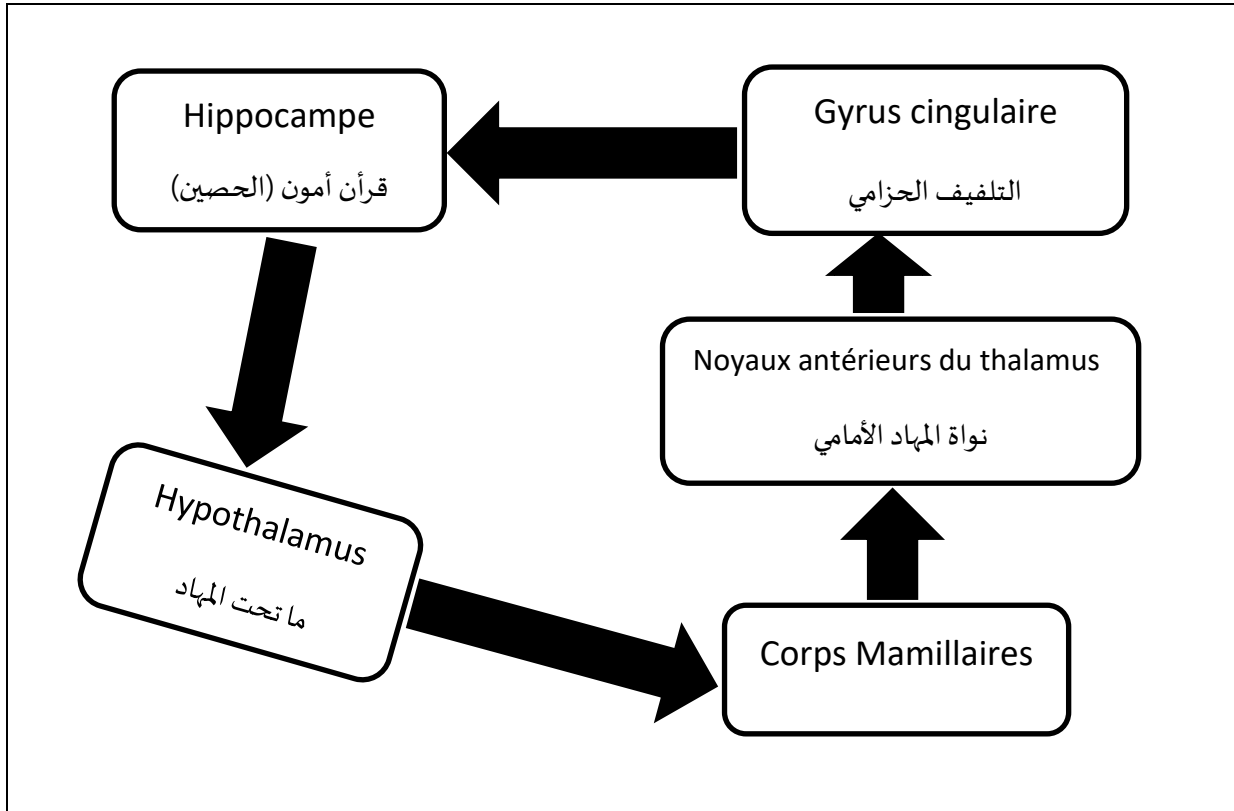 Hippocampe
قرأن أمون (الحصين)
Gyrus cingulaire
التلفيف الحزامي
Noyaux antérieurs du thalamus
نواة المهاد الأمامي
Hypothalamus
ما تحت المهاد
Corps Mamillaires